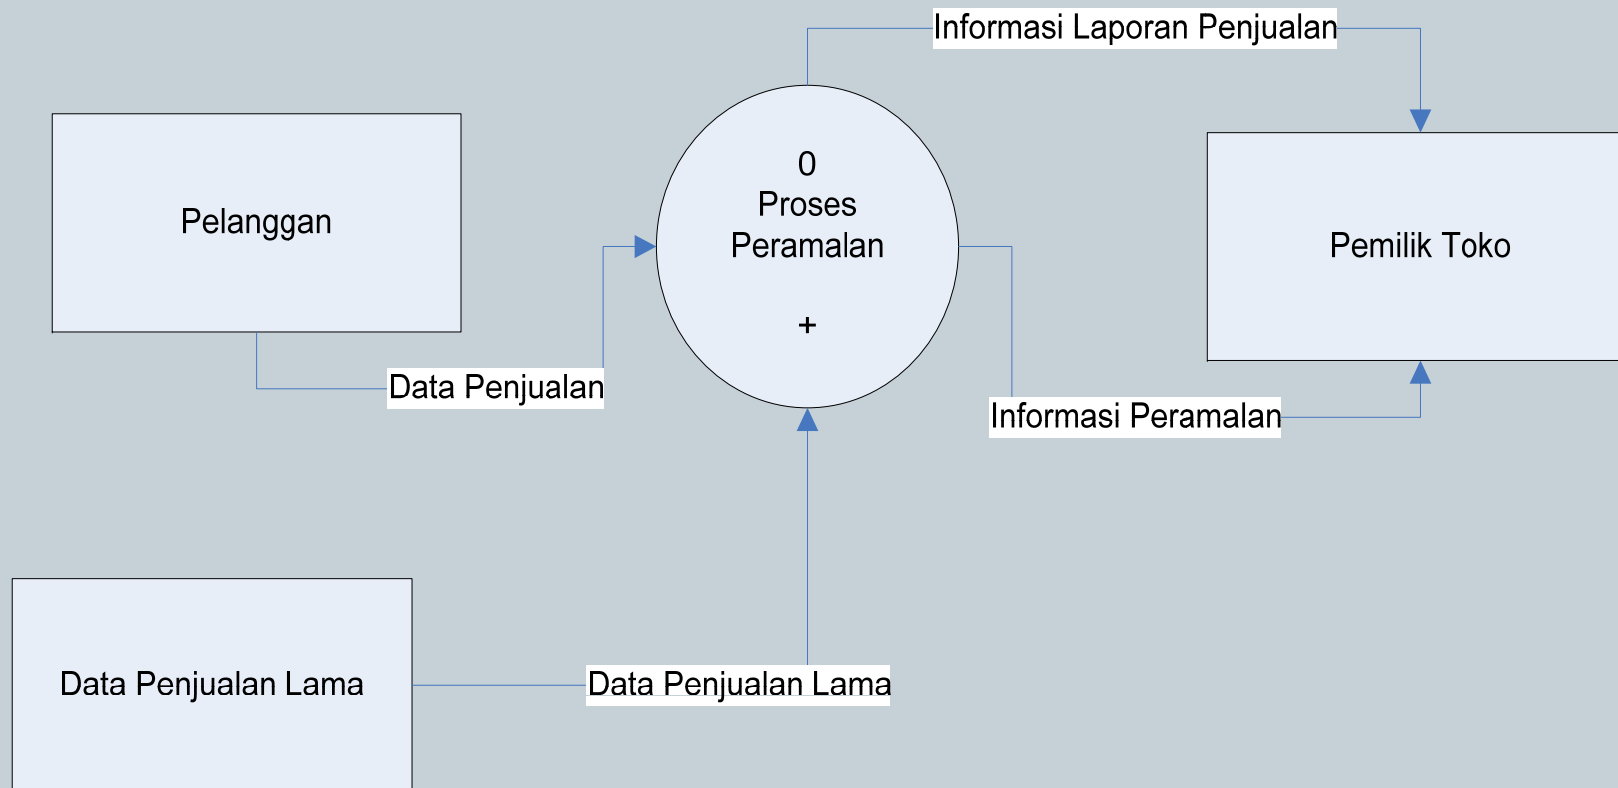 Informasi Laporan Penjualan
Pelanggan
0
Proses
Peramalan
+
Pemilik Toko
Data Penjualan
Informasi Peramalan
Data Penjualan Lama
Data Penjualan Lama